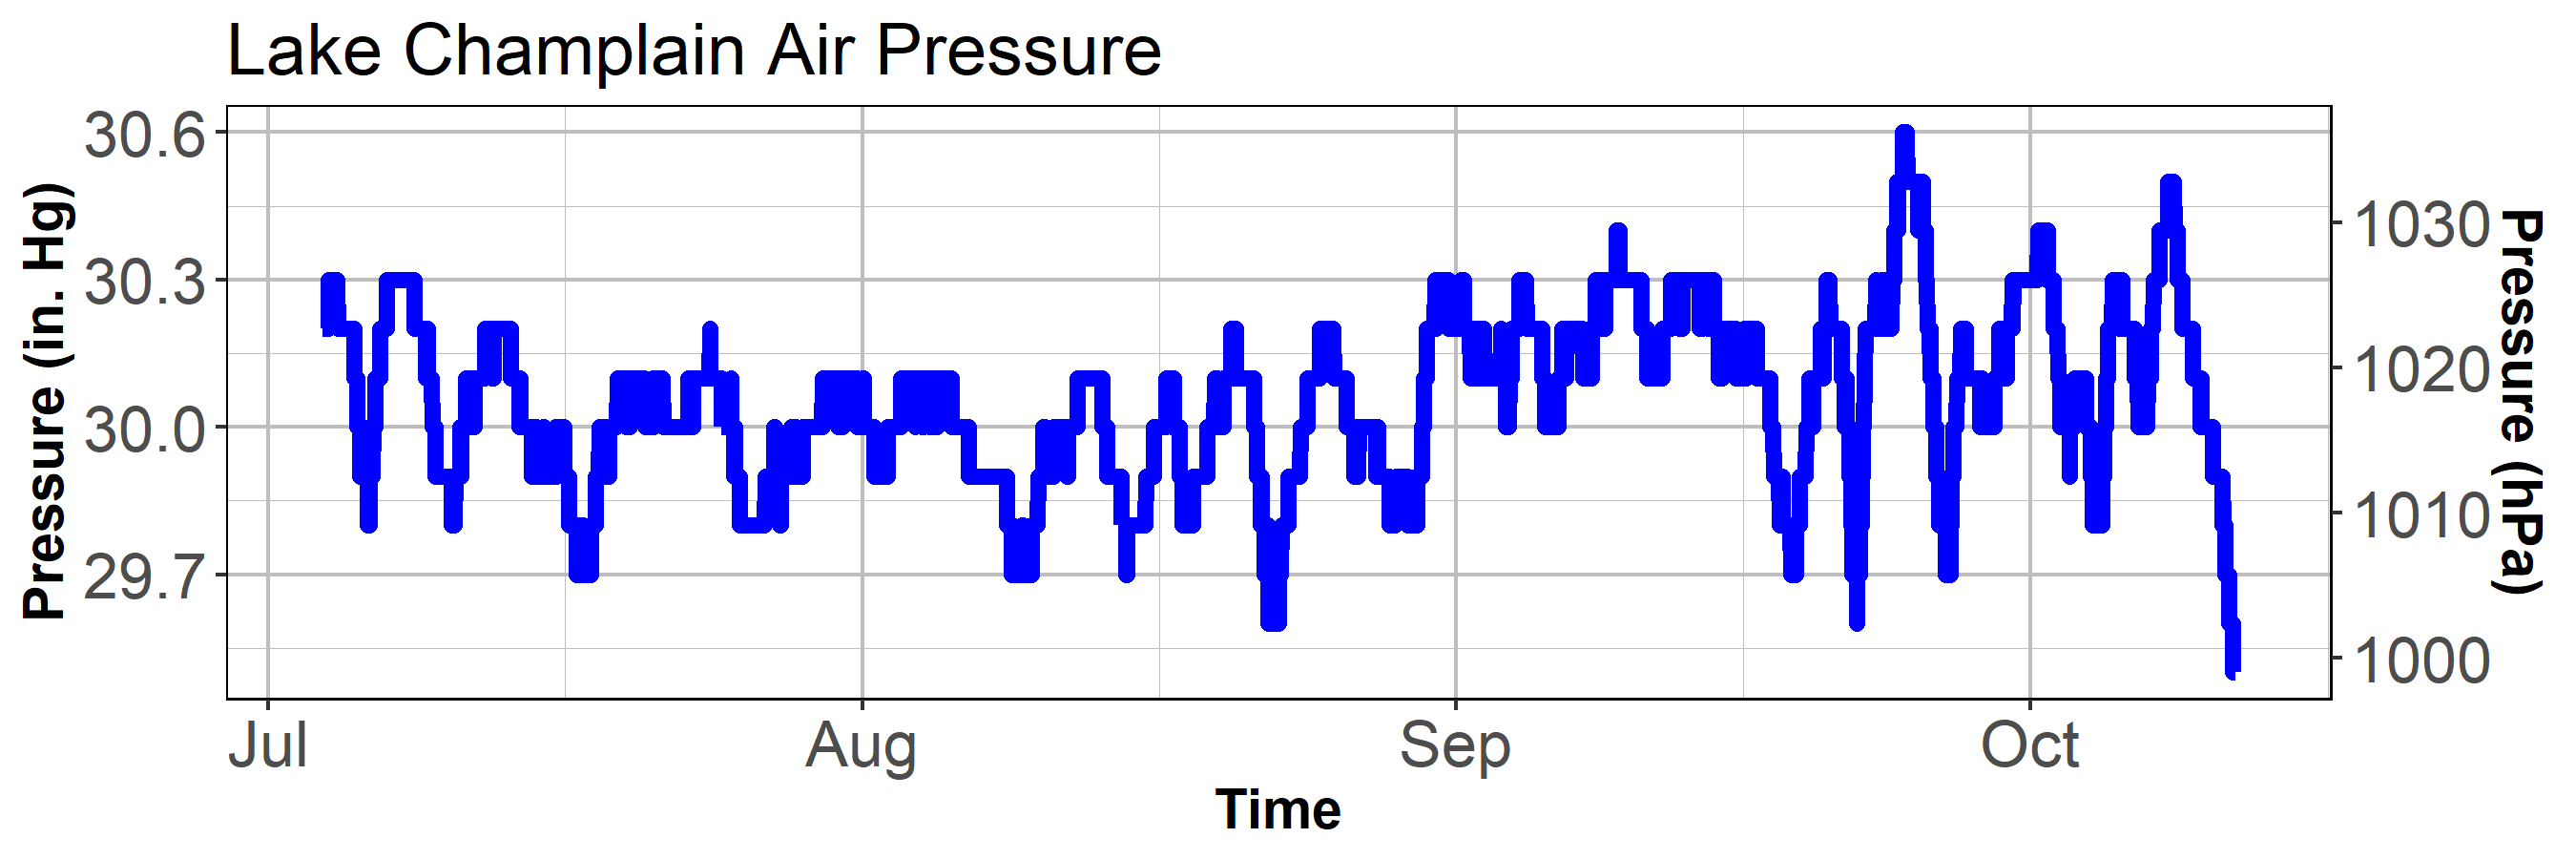 Lake Champlain Air Pressure
Pressure (in. Hg)
30.6
30.3
30.0
29.7
1030
1020
1010
1000
Pressure (hPa)
Jul Aug Sep Oct
Time